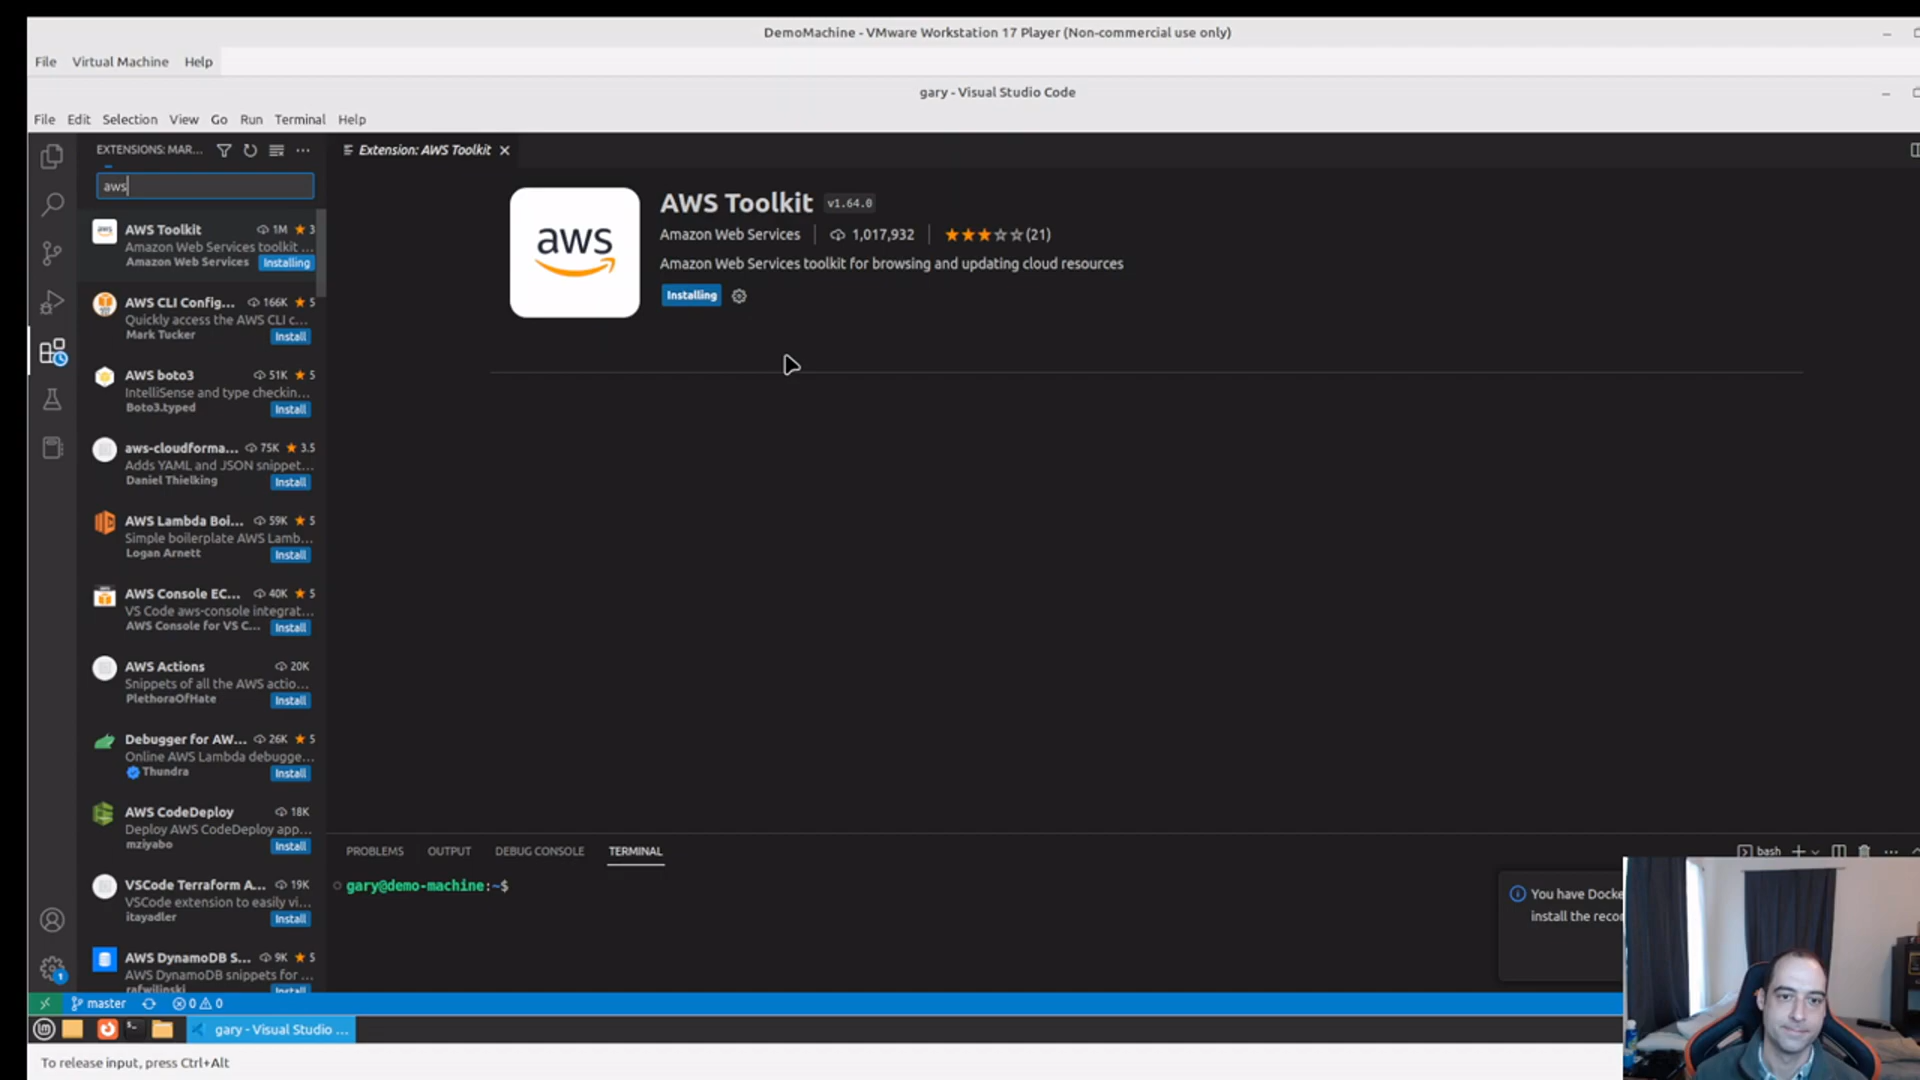 DemoMachine - VMware Workstation 17 Player (Non-commercial use only)
File Virtual Machine Help
gary - Visual Studio Code
File Edit Selection View Go Run Terminal Help
EXTENSIONS: MAR...
Extension: AWS Toolkit
aws
AWS Toolkit 1M 3
Amazon Web Services toolkit ...
Amazon Web Services Installing
AWS CLI Config... 166K 5
Quickly access the AWS CLI c...
Mark Tucker Install
AWS boto3 51K 5
IntelliSense and type checkin...
Boto3.typed Install
aws-cloudforma... 75K 3.5
Adds YAML and JSON snippet...
Daniel Thielking Install
AWS Lambda Boi... 59K 5
Simple boilerplate AWS Lamb...
Logan Arnett Install
AWS Console EC... 40K 5
VS Code aws-console integrat...
AWS Console for VS C... Install
AWS Actions 20K
Snippets of all the AWS actio...
PlethoraOfHate Install
Debugger for AW... 26K 5
Online AWS Lambda debugge...
Thundra Install
AWS CodeDeploy 18K
Deploy AWS CodeDeploy app...
mziyabo Install
VSCode Terraform A... 19K
VSCode extension to easily vi...
itayadler Install
AWS DynamoDB S... 9K 5
AWS DynamoDB snippets for ...
rafwilinski Install
aws
AWS Toolkit v1.64.0
Amazon Web Services 1,017,932 (21)
Amazon Web Services toolkit for browsing and updating cloud resources
Installing
PROBLEMS OUTPUT DEBUG CONSOLE TERMINAL
bash
gary@demo-machine:~$
You have Docke
install the reco
master 0 0
1
gary - Visual Studio ...
To release input, press Ctrl+Alt